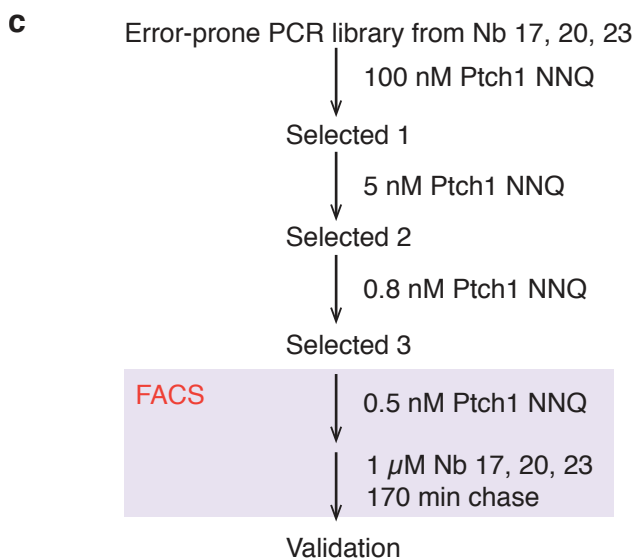 c
Error-prone PCR library from Nb 17, 20, 23
100 nM Ptch1 NNQ
Selected 1
5 nM Ptch1 NNQ
Selected 2
0.8 nM Ptch1 NNQ
Selected 3
FACS
0.5 nM Ptch1 NNQ
1 µM Nb 17, 20, 23
170 min chase
Validation